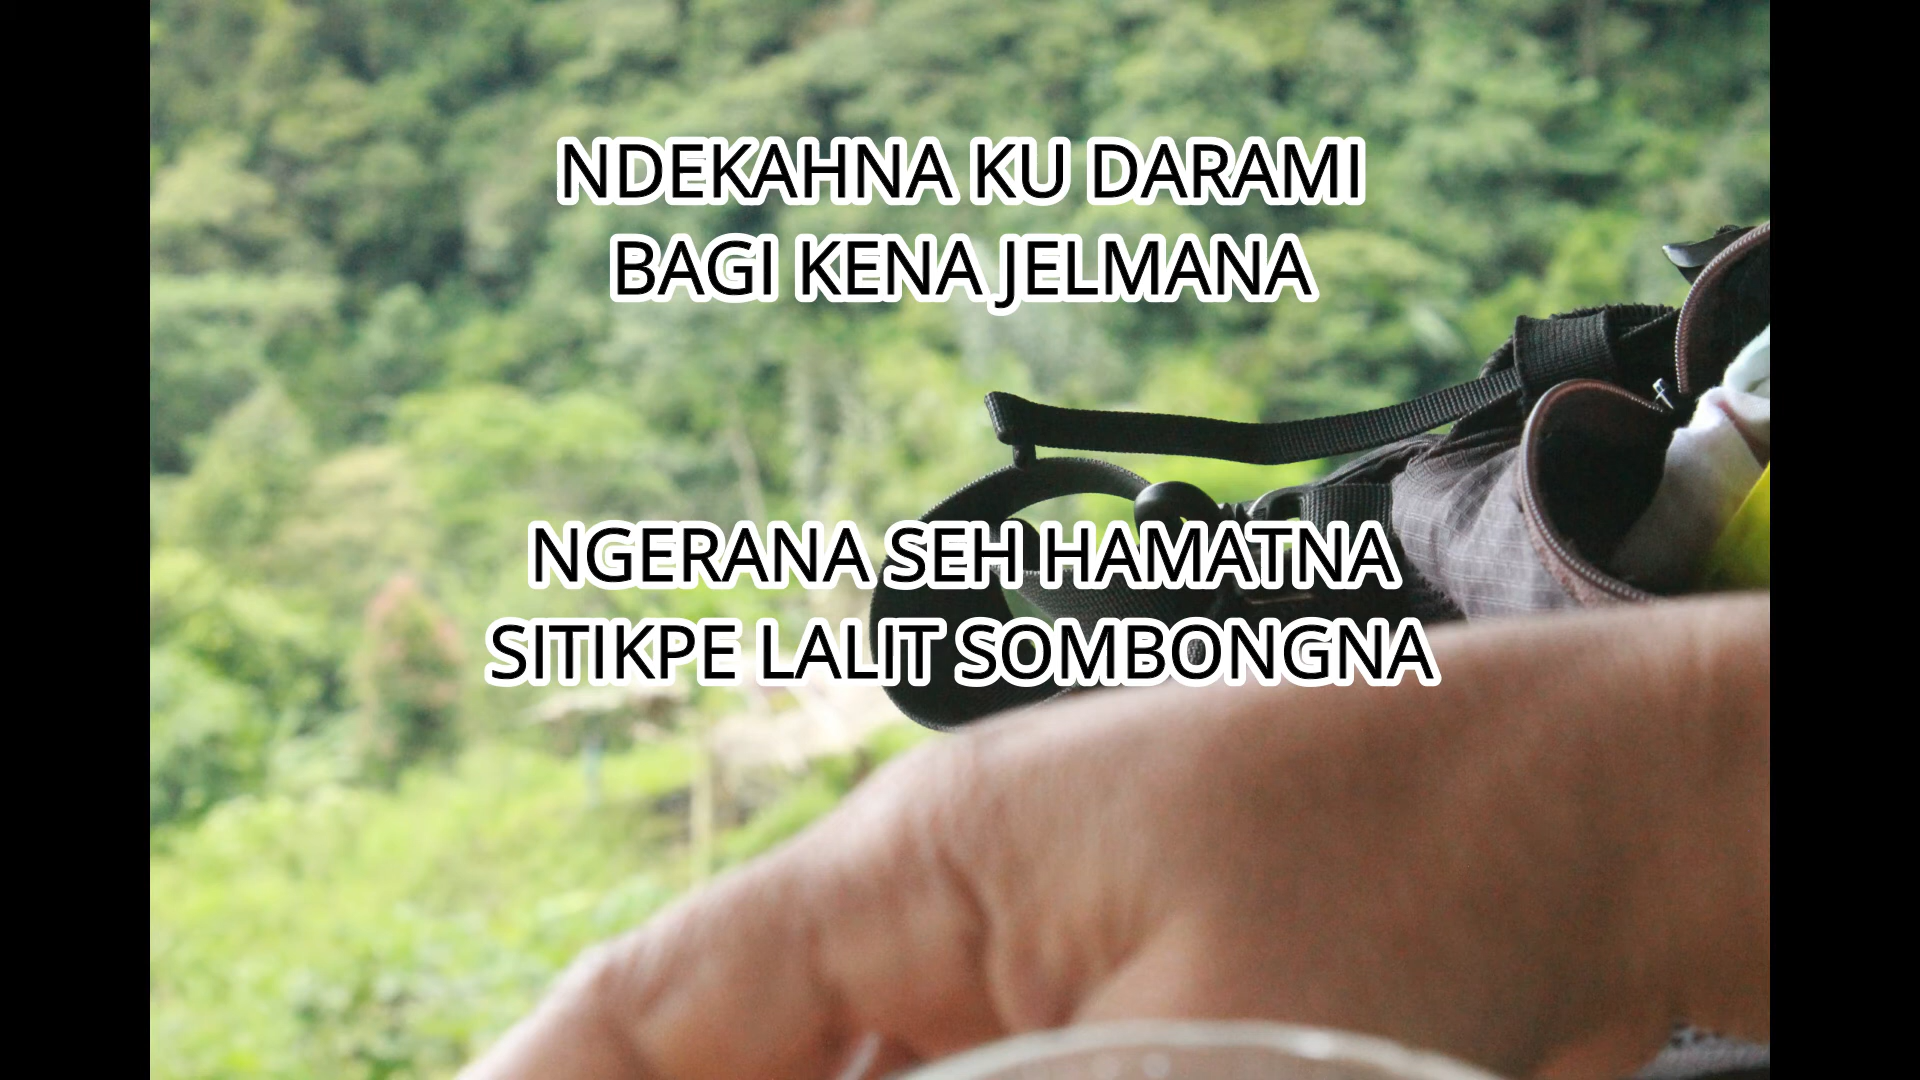 NDEKAHNA KU DARAMI
BAGI KENA JELMANA
NGERANA SEH HAMATNA
SITIKPE LALIT SOMBONGNA